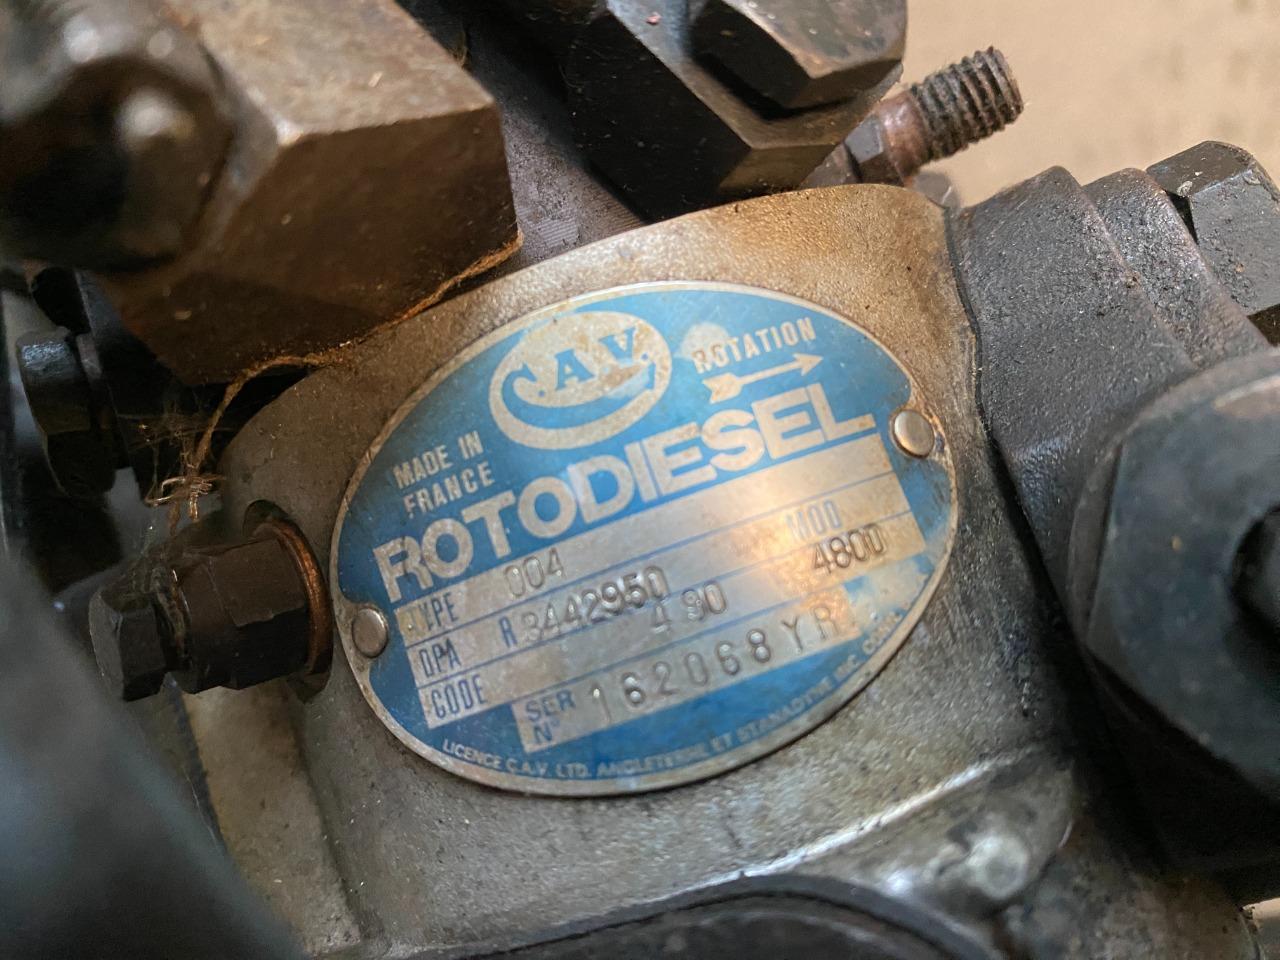 C.A.V.
ROTATION
MADE IN
FRANCE
ROTODIESEL
TYPE 004 MOD
DPA R3442950
CODE 4 90 4800
SER
N° 162068YR
LICENCE C.A.V. LTD. ANGLETERRE ET STANADYNE INC. CONN.